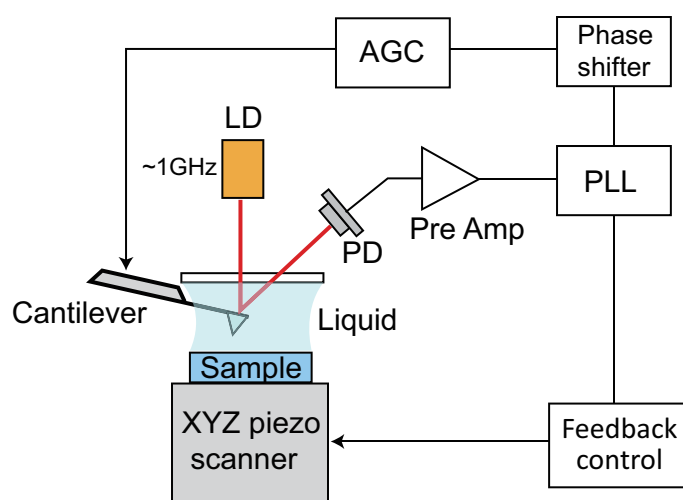 AGC
Phase
shifter
LD
~1GHz
PLL
Pre Amp
PD
Cantilever
Liquid
Sample
XYZ piezo
scanner
Feedback
control